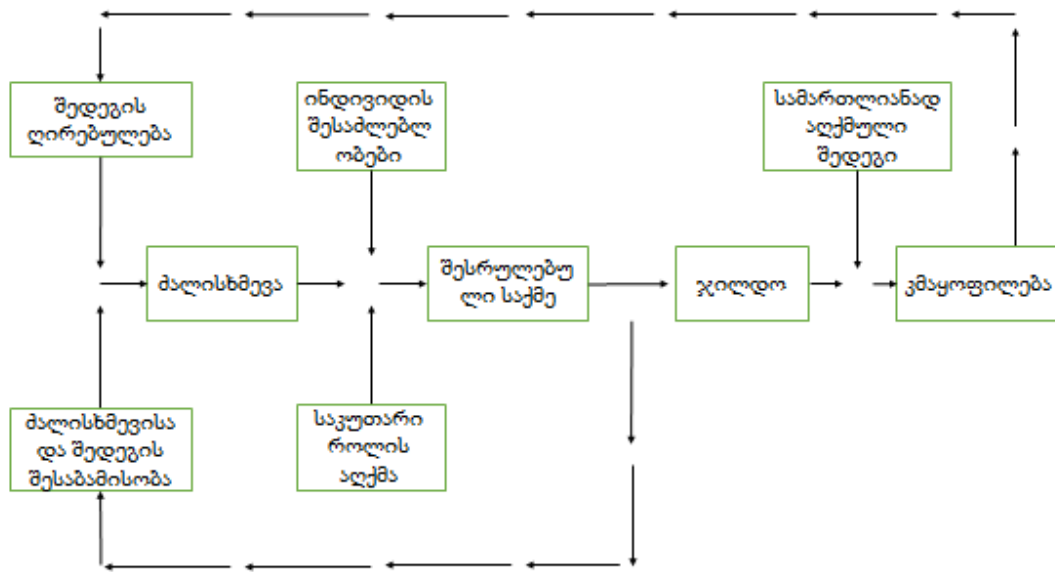 შედეგის
ღირებულება
ინდივიდის
შესაძლებლ
ობები
სამართლიანად
აღქმული
შედეგი
ძალისხმევა
შესრულებუ
ლი საქმე
ჯილდო
კმაყოფილება
ძალისხმევისა
და შედეგის
შესაბამისობა
საკუთარი
როლის
აღქმა